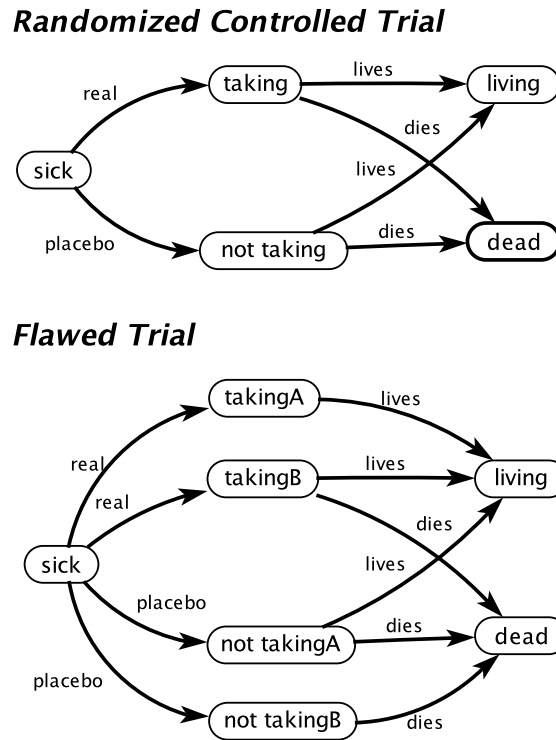 Randomized Controlled Trial
real
taking
lives
living
sick
dies
lives
placebo
not taking
dies
dead
Flawed Trial
takingA
lives
real
takingB
lives
living
real
dies
sick
lives
placebo
not takingA
dies
dead
placebo
not takingB
dies